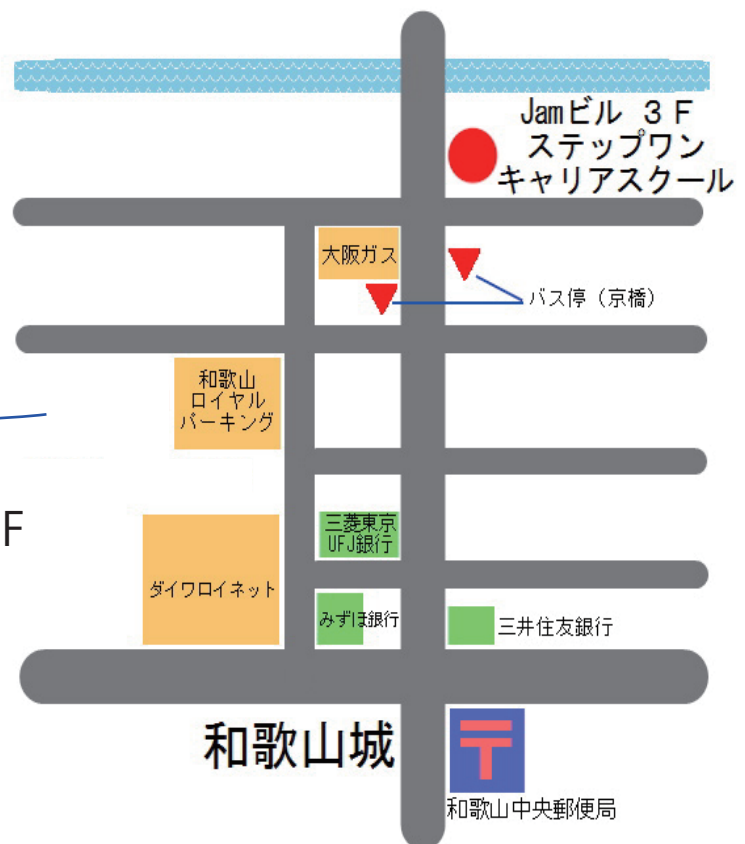 Jamビル 3F
ステップワン
キャリアスクール
大阪ガス
バス停（京橋）
和歌山
ロイヤル
パーキング
F
三菱東京
UFJ銀行
ダイワロイネット
みずほ銀行
三井住友銀行
和歌山城
〒
和歌山中央郵便局